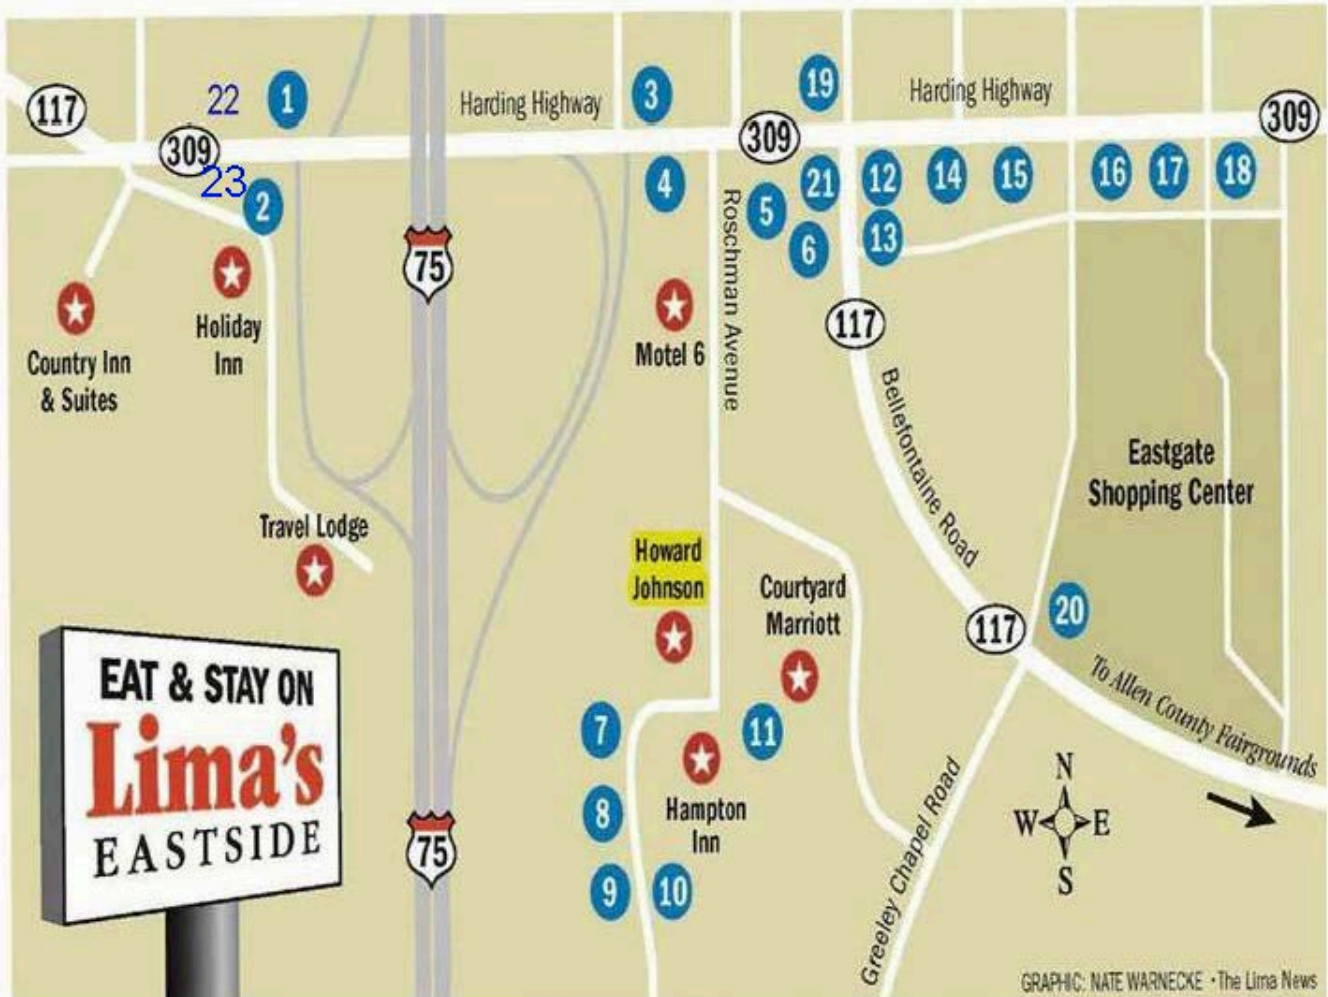 117
22
1
309
23
2
Harding Highway
3
4
309
19
Harding Highway
309
5
21
6
12
13
14
15
16
17
18
75
Roschman Avenue
117
Holiday
Inn
Country Inn
& Suites
Motel 6
Bellefontaine Road
Eastgate
Shopping Center
Travel Lodge
Howard
Johnson
Courtyard
Marriott
117
20
To Allen County Fairgrounds
EAT & STAY ON
Lima's
EASTSIDE
7
11
8
Hampton
Inn
75
9
10
Greeley Chapel Road
N
W
E
S
GRAPHIC: NATE WARNECKE • The Lima News